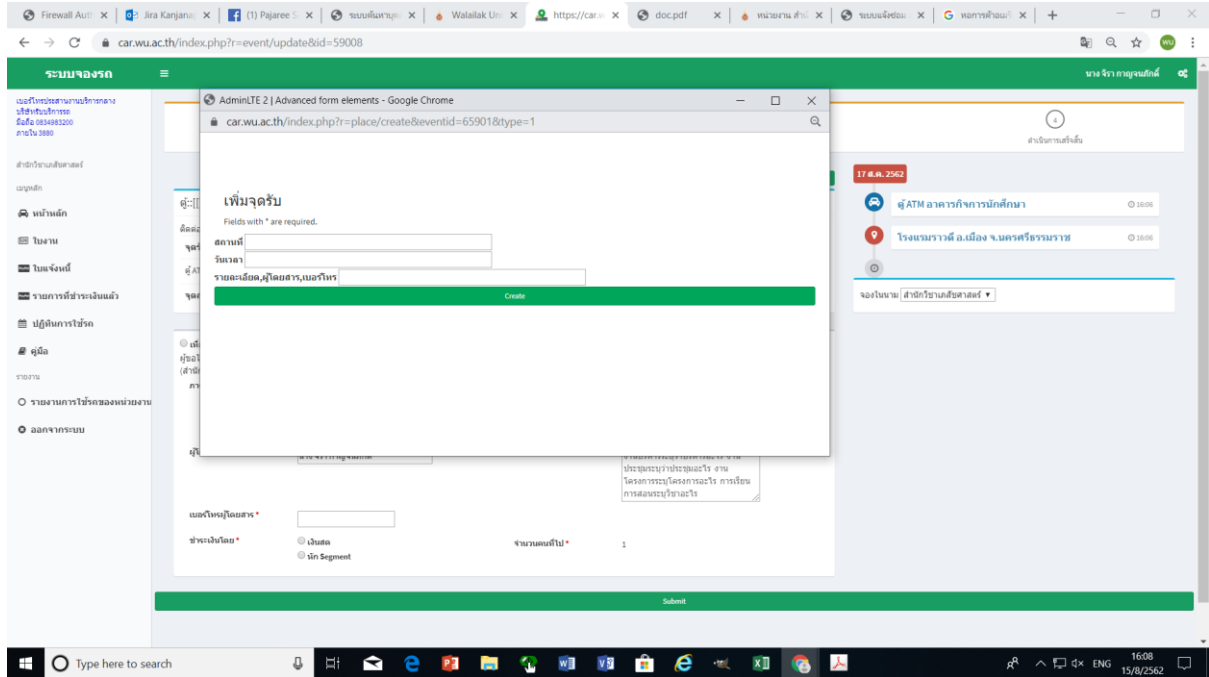 Firewall Auth
Jira Kanjana
(1) Pajaree S
ระบบค้นหาบุค
Walailak Uni
https://car.w
doc.pdf
หน่วยงาน สำนั
ระบบแจ้งซ่อม
G หอการค้าอเมริ
car.wu.ac.th/index.php?r=event/update&id=59008
ระบบจองรถ
นาง จิรา กาญจนภักดิ์
เบอร์โทรประสานงานบริการกลาง
บริษัทรับบริการรถ
มือถือ 0834983200
ภายใน 3880
สำนักวิชาเภสัชศาสตร์
เมนูหลัก
หน้าหลัก
ใบงาน
ใบแจ้งหนี้
รายการที่ชำระเงินแล้ว
ปฏิทินการใช้รถ
คู่มือ
รายงาน
รายงานการใช้รถของหน่วยงาน
ออกจากระบบ
AdminLTE 2 | Advanced form elements - Google Chrome
car.wu.ac.th/index.php?r=place/create&eventid=65901&type=1
เพิ่มจุดรับ
Fields with * are required.
สถานที่
วันเวลา
รายละเอียด,ผู้โดยสาร,เบอร์โทร
Create
4
ดำเนินการเสร็จสิ้น
17 ส.ค. 2562
ตู้ ATM อาคารกิจการนักศึกษา
16:06
โรงแรมราวดี อ.เมือง จ.นครศรีธรรมราช
16:06
จองในนาม สำนักวิชาเภสัชศาสตร์
ประชุมระบุว่าประชุมอะไร งาน
โครงการระบุโครงการอะไร การเรียน
การสอนระบุวิชาอะไร
เบอร์โทรผู้โดยสาร *
ชำระเงินโดย *
เงินสด
หัก Segment
จำนวนคนที่ไป *
1
Submit
Type here to search
ENG
16:08
15/8/2562